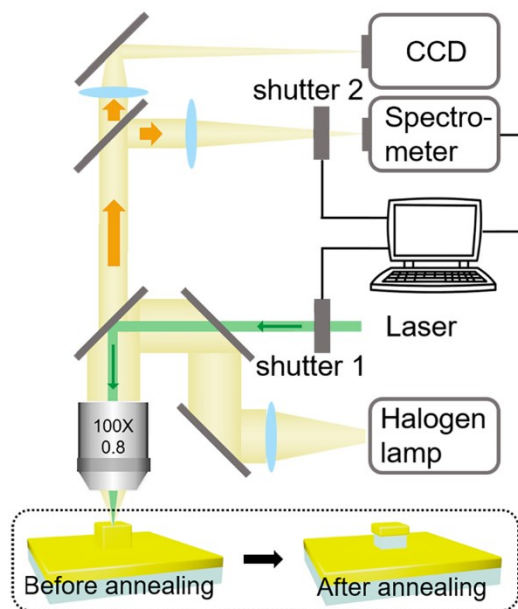 CCD
shutter 2
Spectro-
meter
Laser
shutter 1
100X
0.8
Halogen
lamp
Before annealing
After annealing